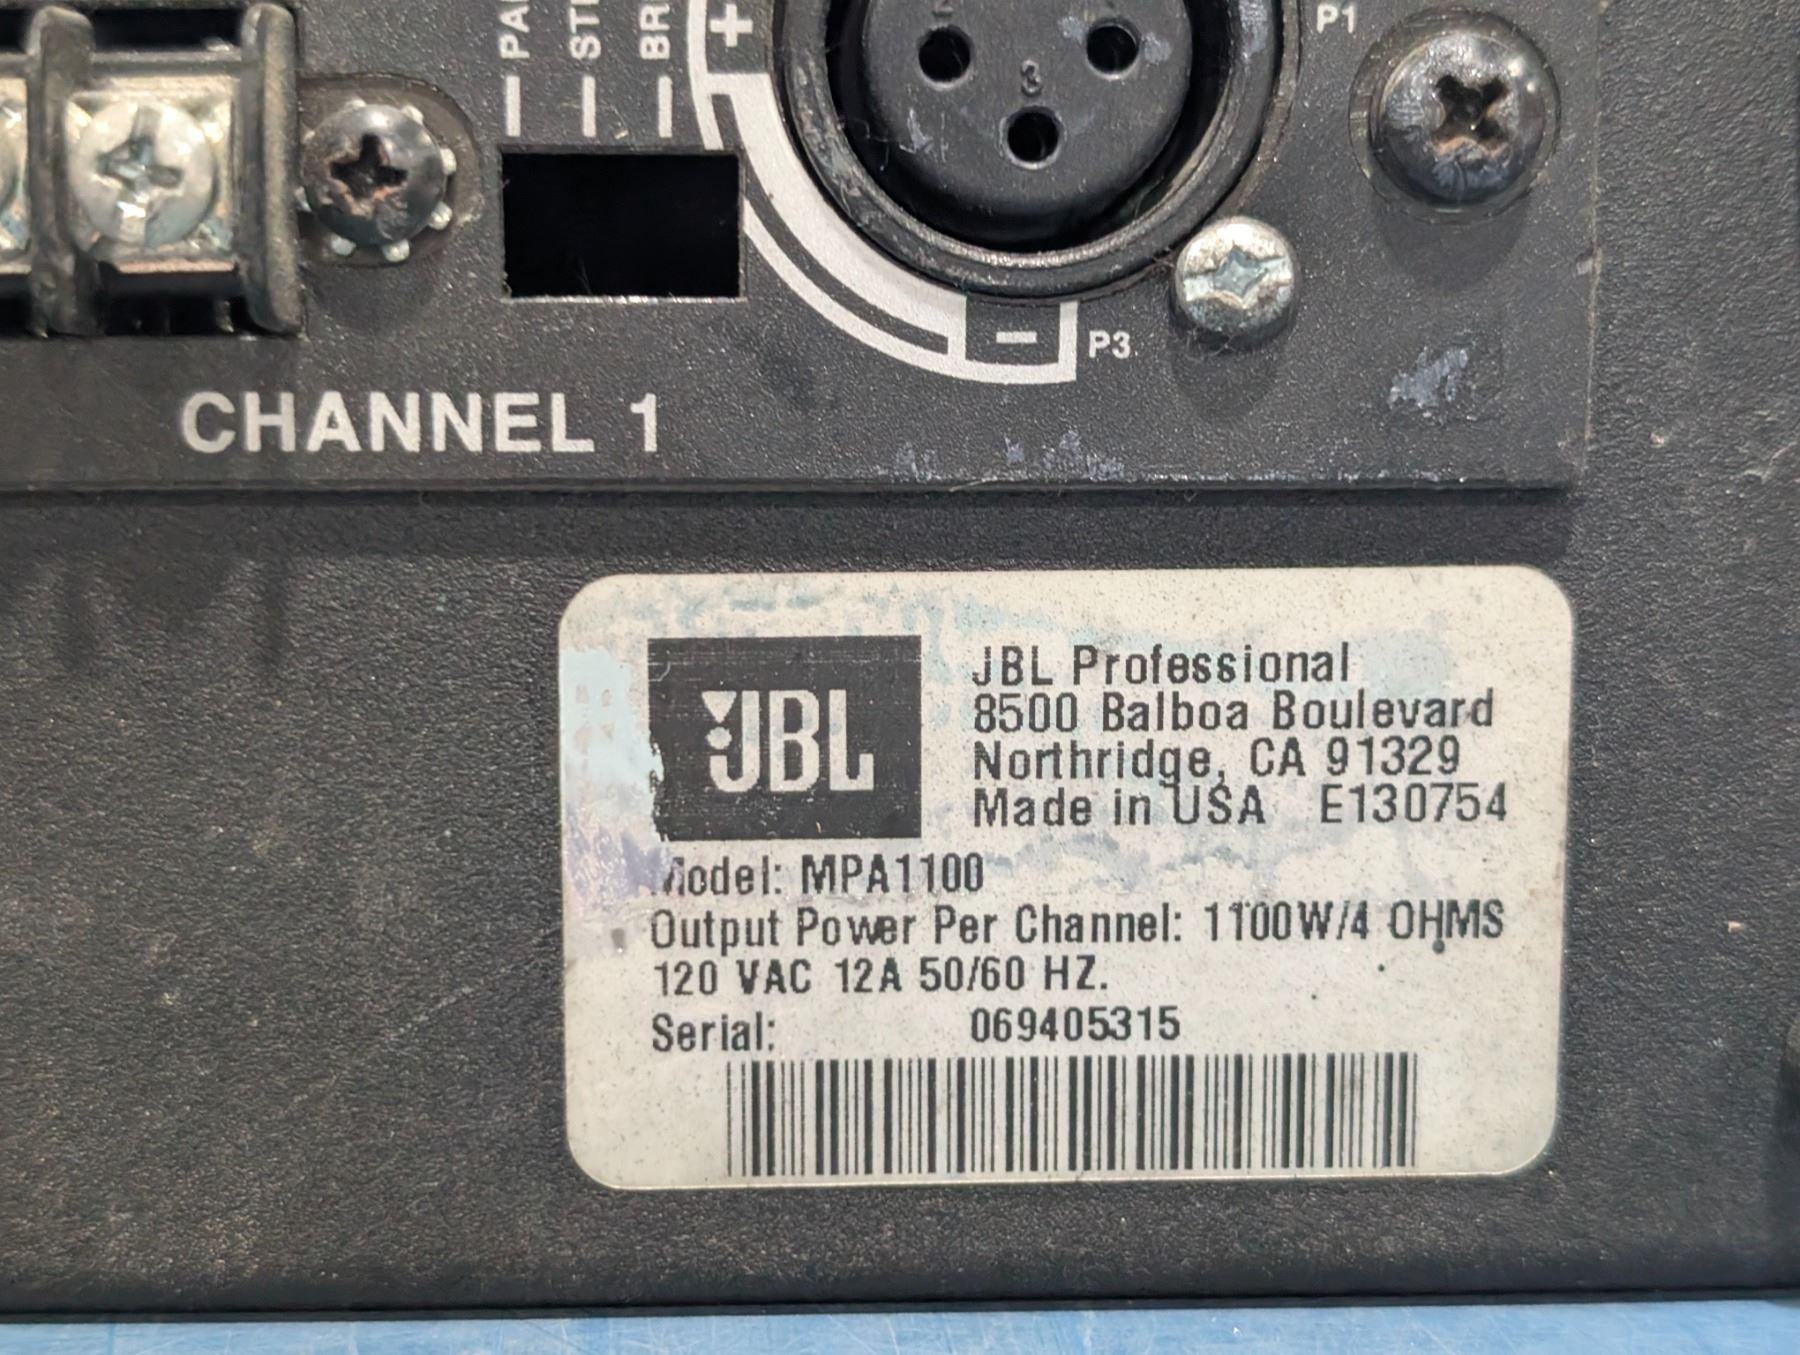 P1
+
3
-
P3
CHANNEL 1
JBL
JBL Professional
8500 Balboa Boulevard
Northridge, CA 91329
Made in USA E130754
Model: MPA1100
Output Power Per Channel: 1100W/4 OHMS
120 VAC 12A 50/60 HZ.
Serial: 069405315